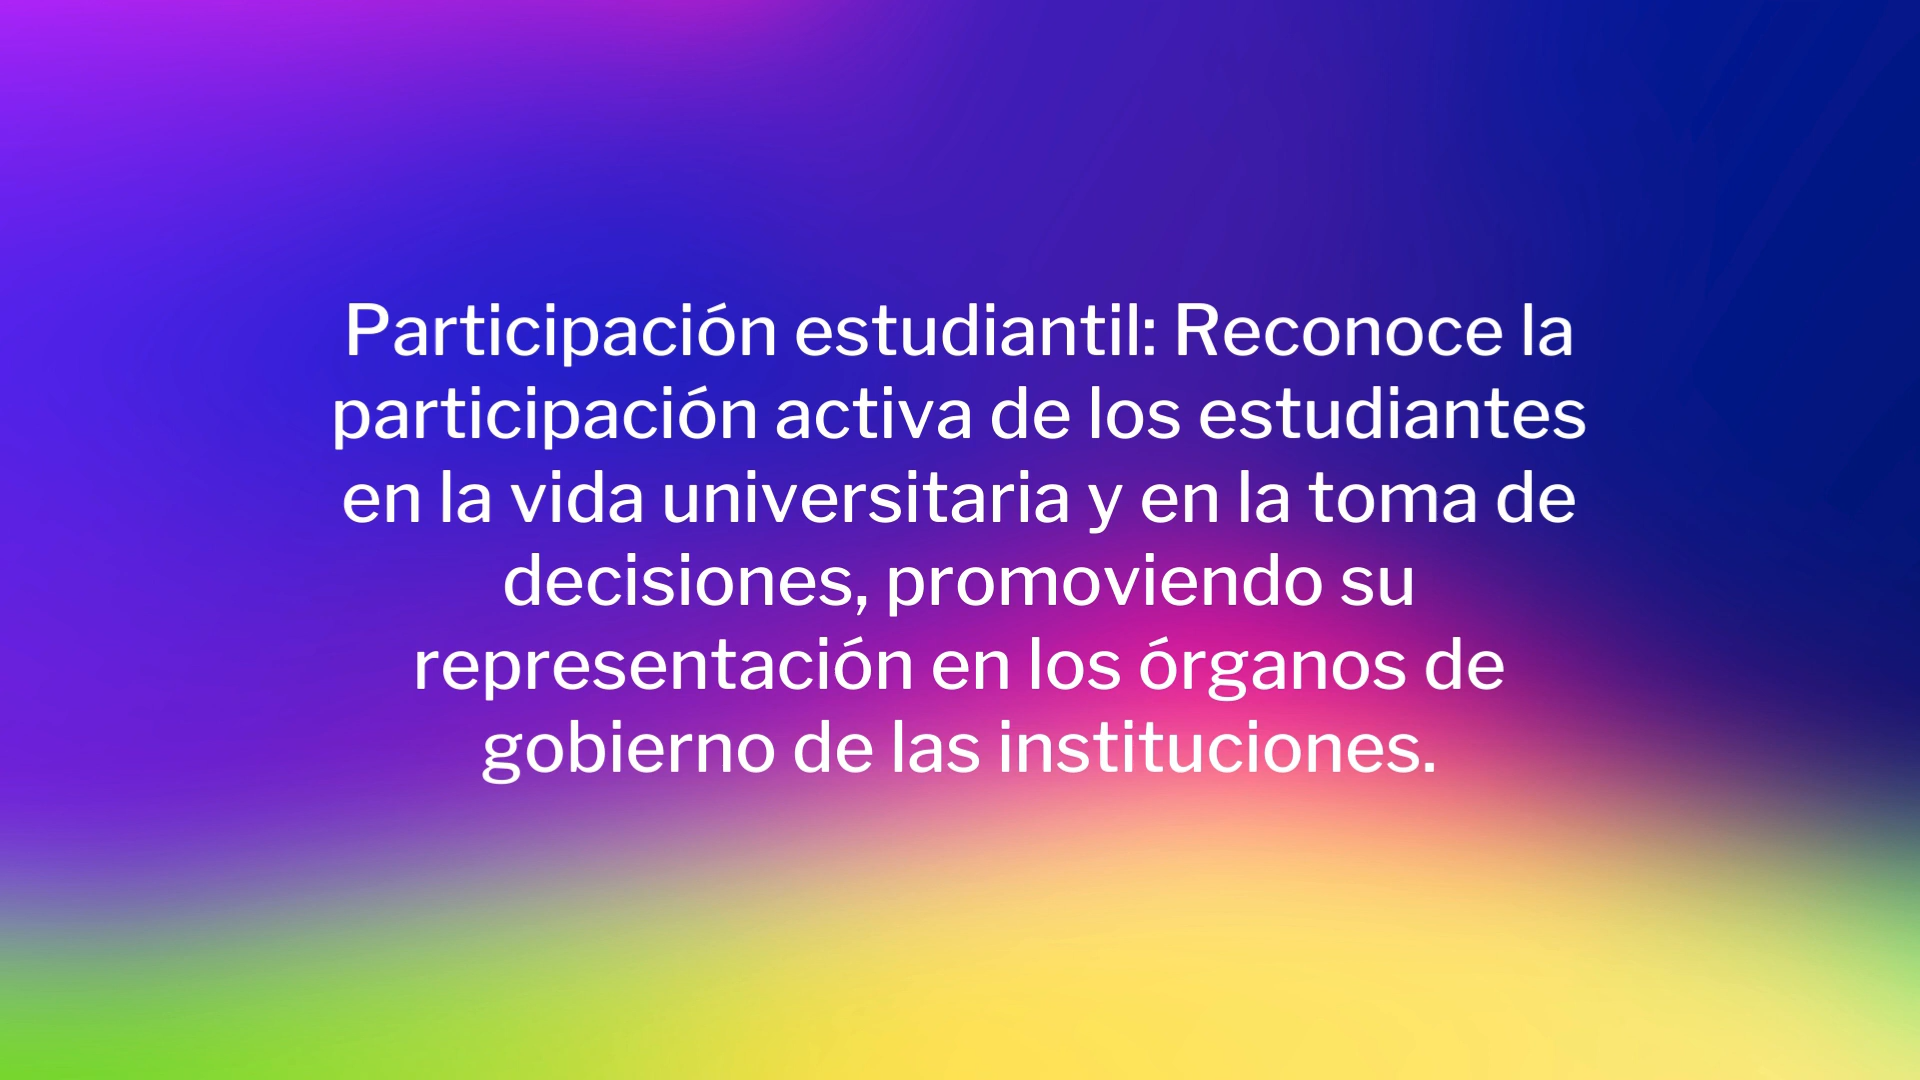 Participación estudiantil: Reconoce la
participación activa de los estudiantes
en la vida universitaria y en la toma de
decisiones, promoviendo su
representación en los órganos de
gobierno de las instituciones.